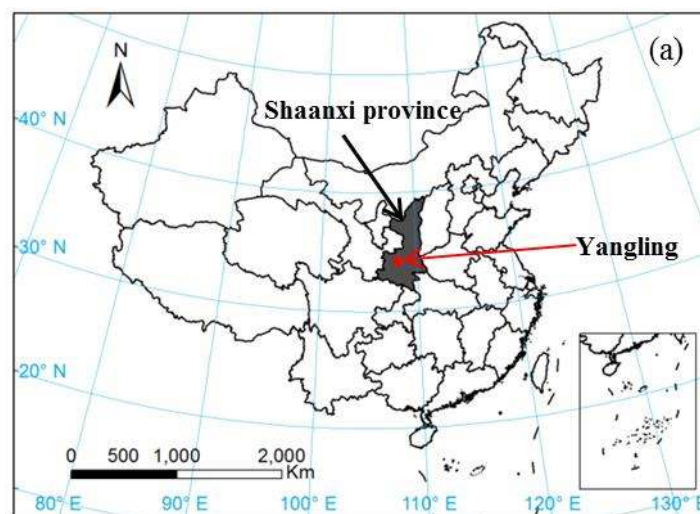 (a)
N
Shaanxi province
40° N
30° N
Yangling
20° N
0 500 1,000 2,000
Km
80° E 90° E 100° E 110° E 120° E 130° E